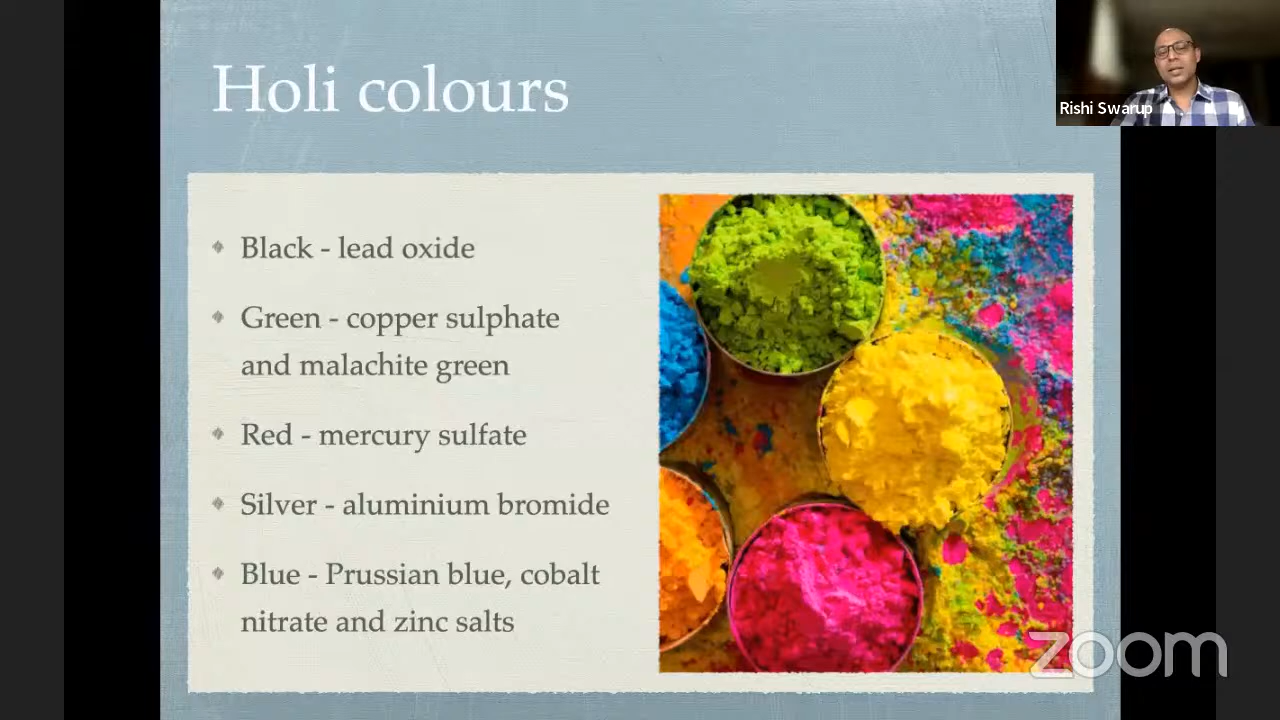 Holi colours
Rishi Swarup
Black - lead oxide
Green - copper sulphate
and malachite green
Red - mercury sulfate
Silver - aluminium bromide
Blue - Prussian blue, cobalt
nitrate and zinc salts
zoom